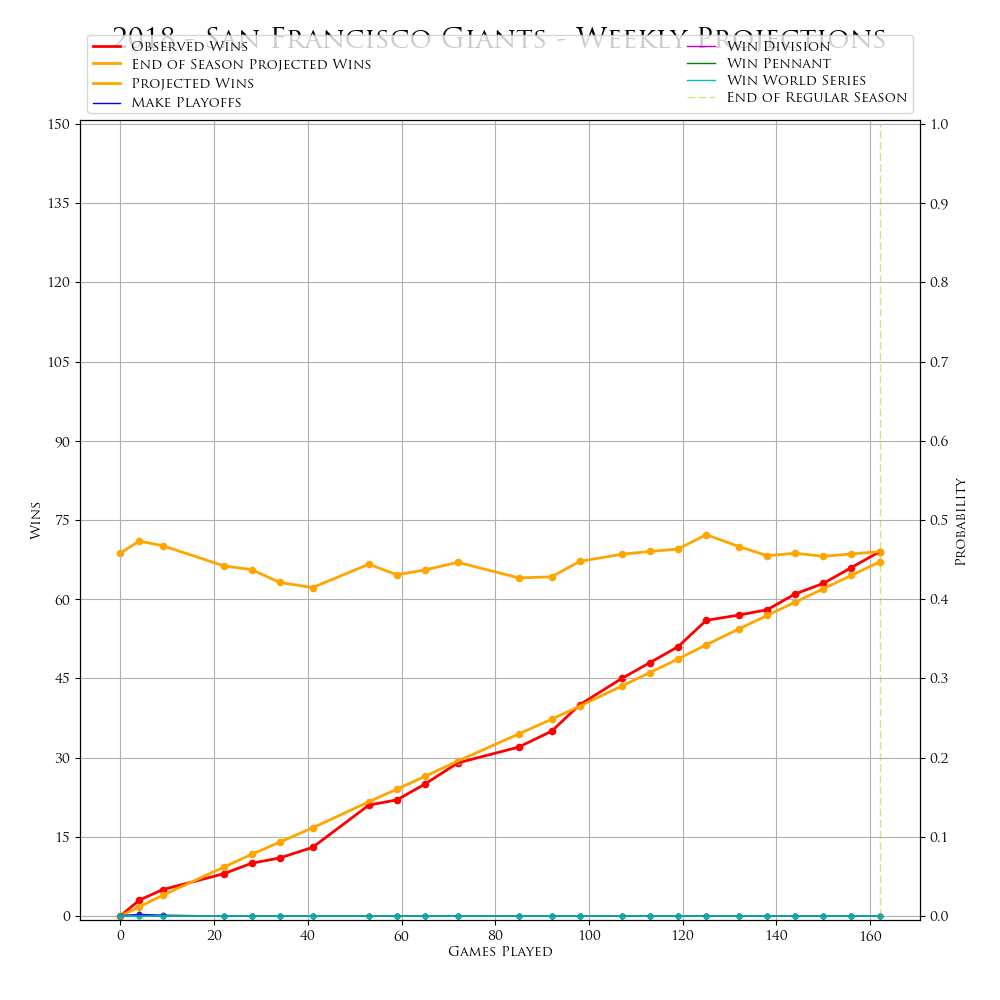 2018 - San Francisco Giants - Weekly Projections
Observed Wins
End of Season Projected Wins
Projected Wins
Make Playoffs
Win Division
Win Pennant
Win World Series
End of Regular Season
150
135
120
105
90
75
60
45
30
15
0
Wins
1.0
0.9
0.8
0.7
0.6
0.5
0.4
0.3
0.2
0.1
0.0
Probability
0 20 40 60 80 100 120 140 160
Games Played